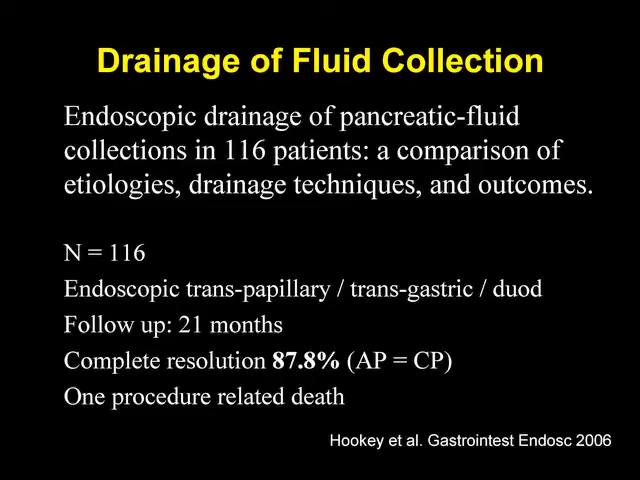 Drainage of Fluid Collection
Endoscopic drainage of pancreatic-fluid
collections in 116 patients: a comparison of
etiologies, drainage techniques, and outcomes.
N = 116
Endoscopic trans-papillary / trans-gastric / duod
Follow up: 21 months
Complete resolution 87.8% (AP = CP)
One procedure related death
Hookey et al. Gastrointest Endosc 2006